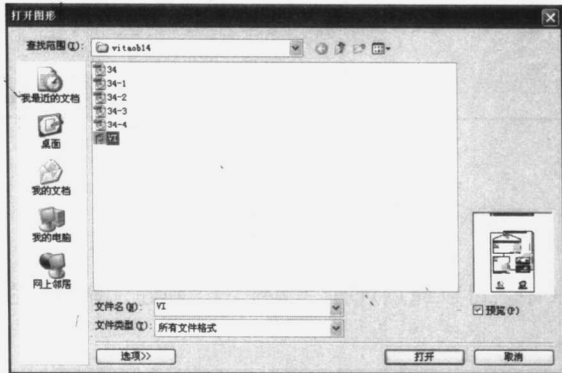 打开图形
查找范围(I): vitaob14
34
34-1
34-2
34-3
34-4
VI
我最近的文档
桌面
我的文档
我的电脑
网上邻居
文件名(N): VI
文件类型(T): 所有文件格式
预览(P)
选项>>
打开
取消